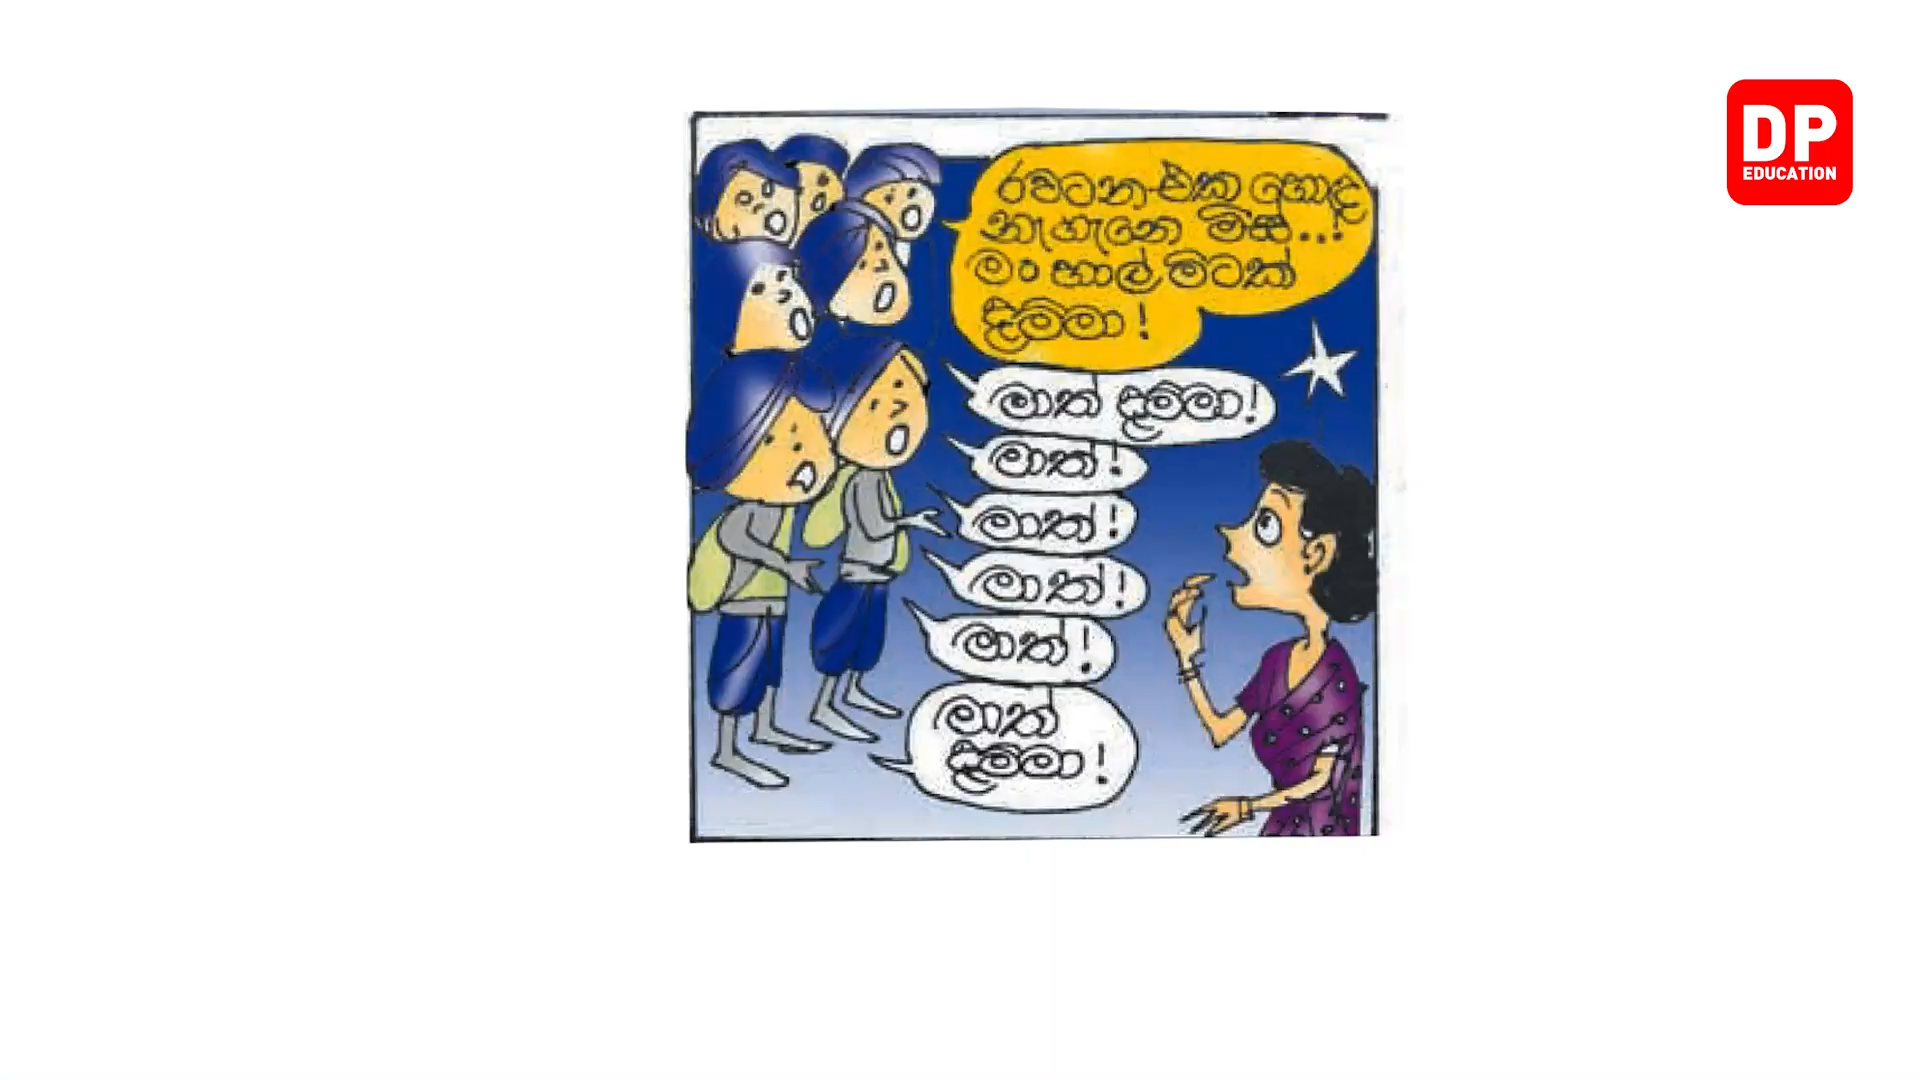 DP
EDUCATION
රවටන එක හොඳ
නැගැනෙ මිස...!
මං හාල් මිටක්
දැම්මා!
මාත් දැම්මා!
මාත්!
මාත්!
මාත්!
මාත්!
මාත්
දැම්මා!